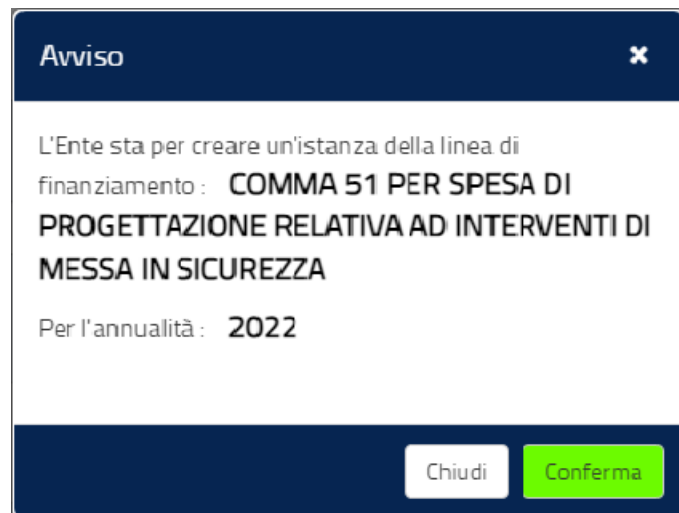 Avviso
L'Ente sta per creare un'istanza della linea di
finanziamento : COMMA 51 PER SPESA DI
PROGETTAZIONE RELATIVA AD INTERVENTI DI
MESSA IN SICUREZZA
Per l'annualità : 2022
Chiudi Conferma